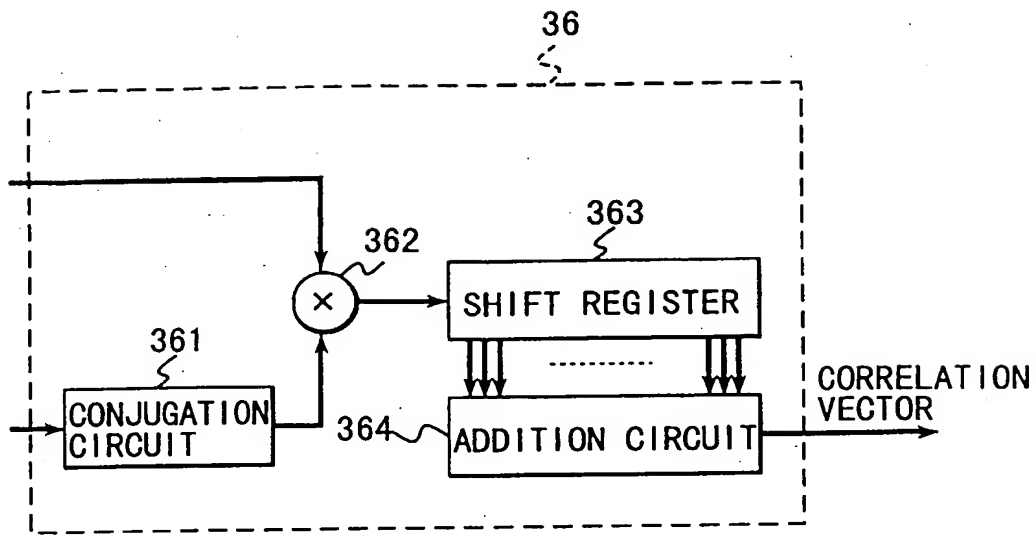 36
362
363
×
SHIFT REGISTER
361
CONJUGATION
CIRCUIT
364
ADDITION CIRCUIT
CORRELATION
VECTOR